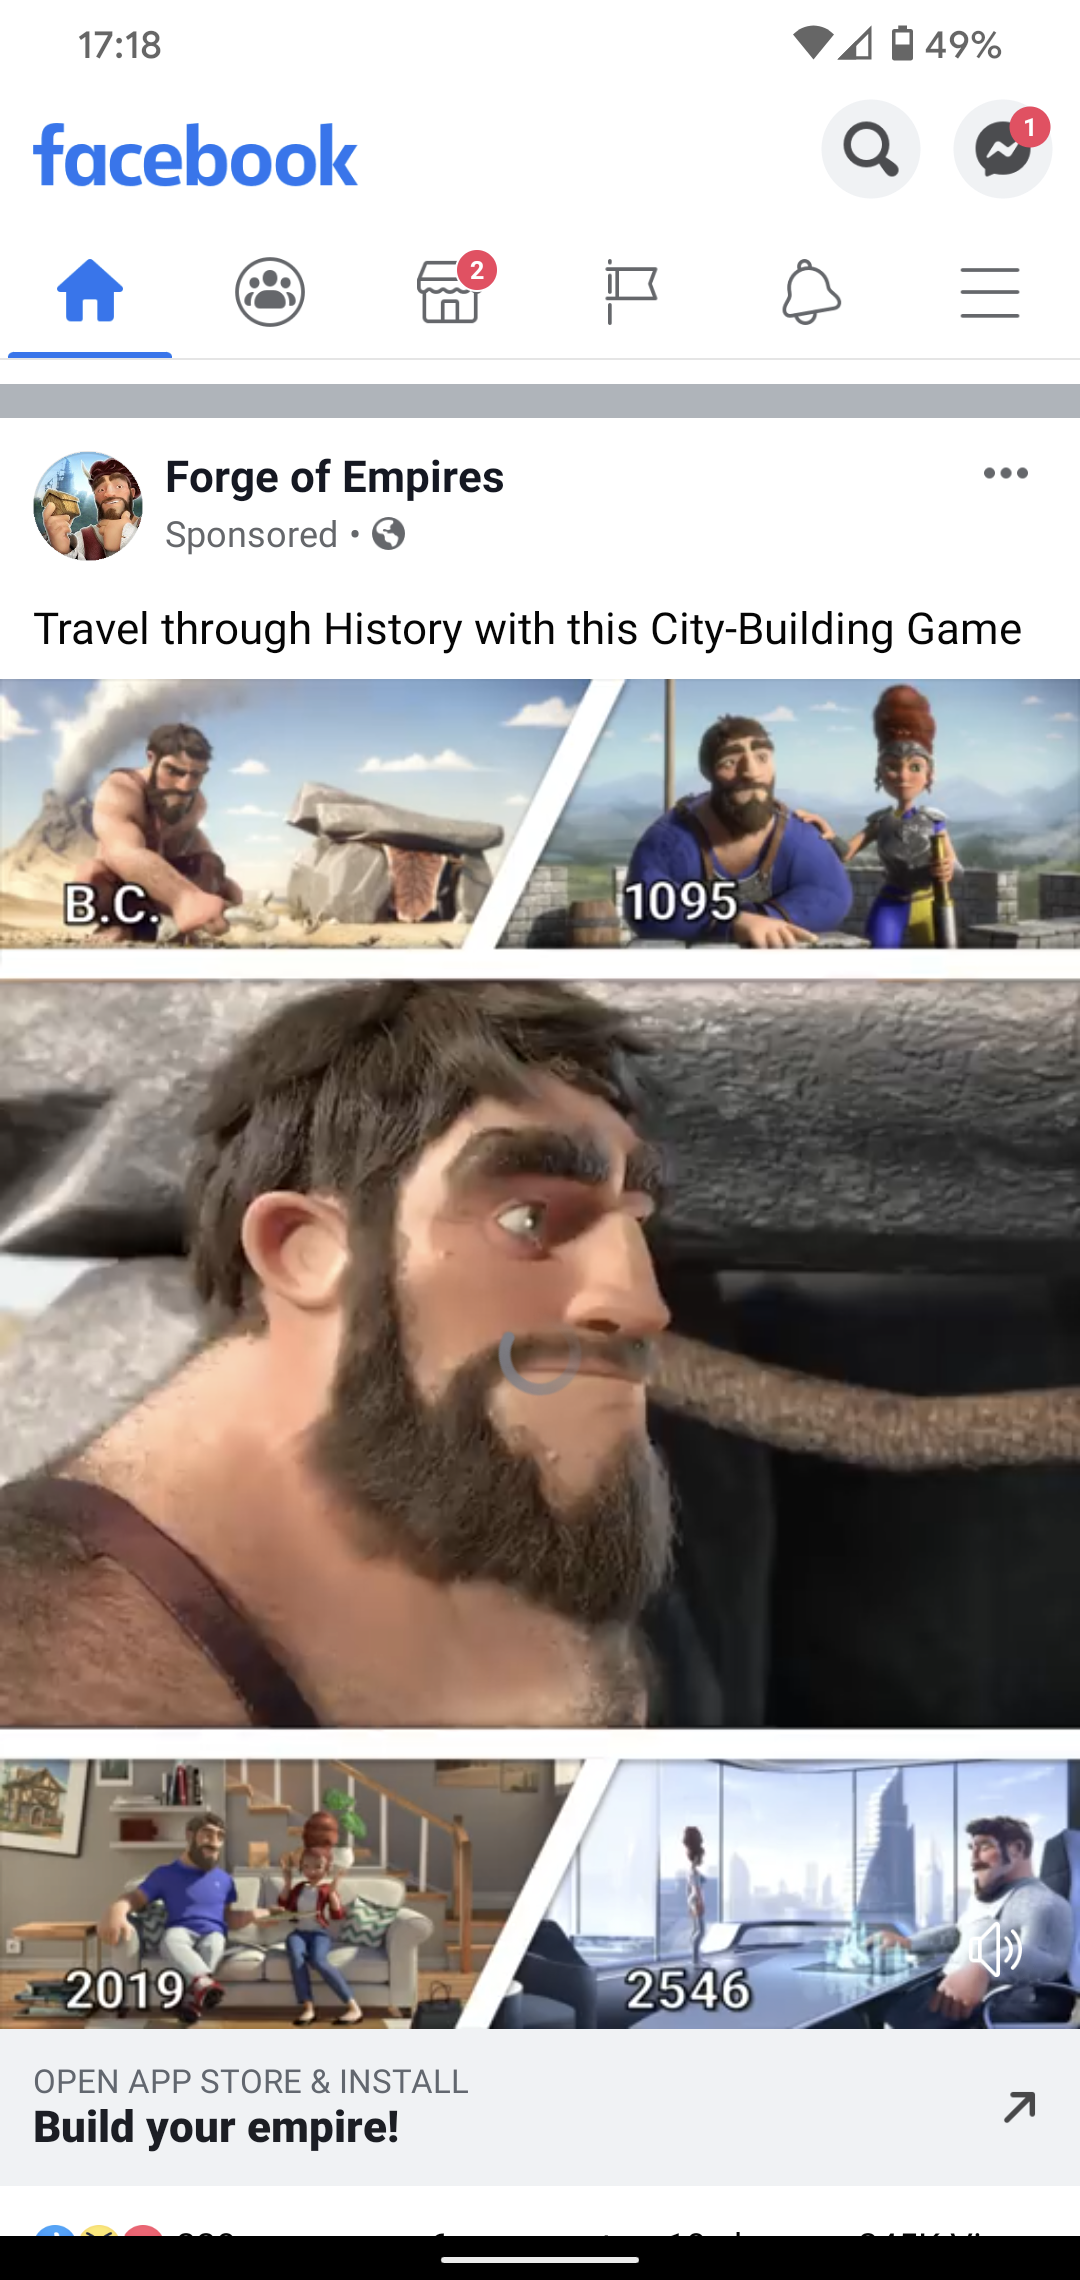 17:18
49%
facebook
1
2
Forge of Empires
Sponsored •
Travel through History with this City-Building Game
B.C.
1095
2019
2546
OPEN APP STORE & INSTALL
Build your empire!